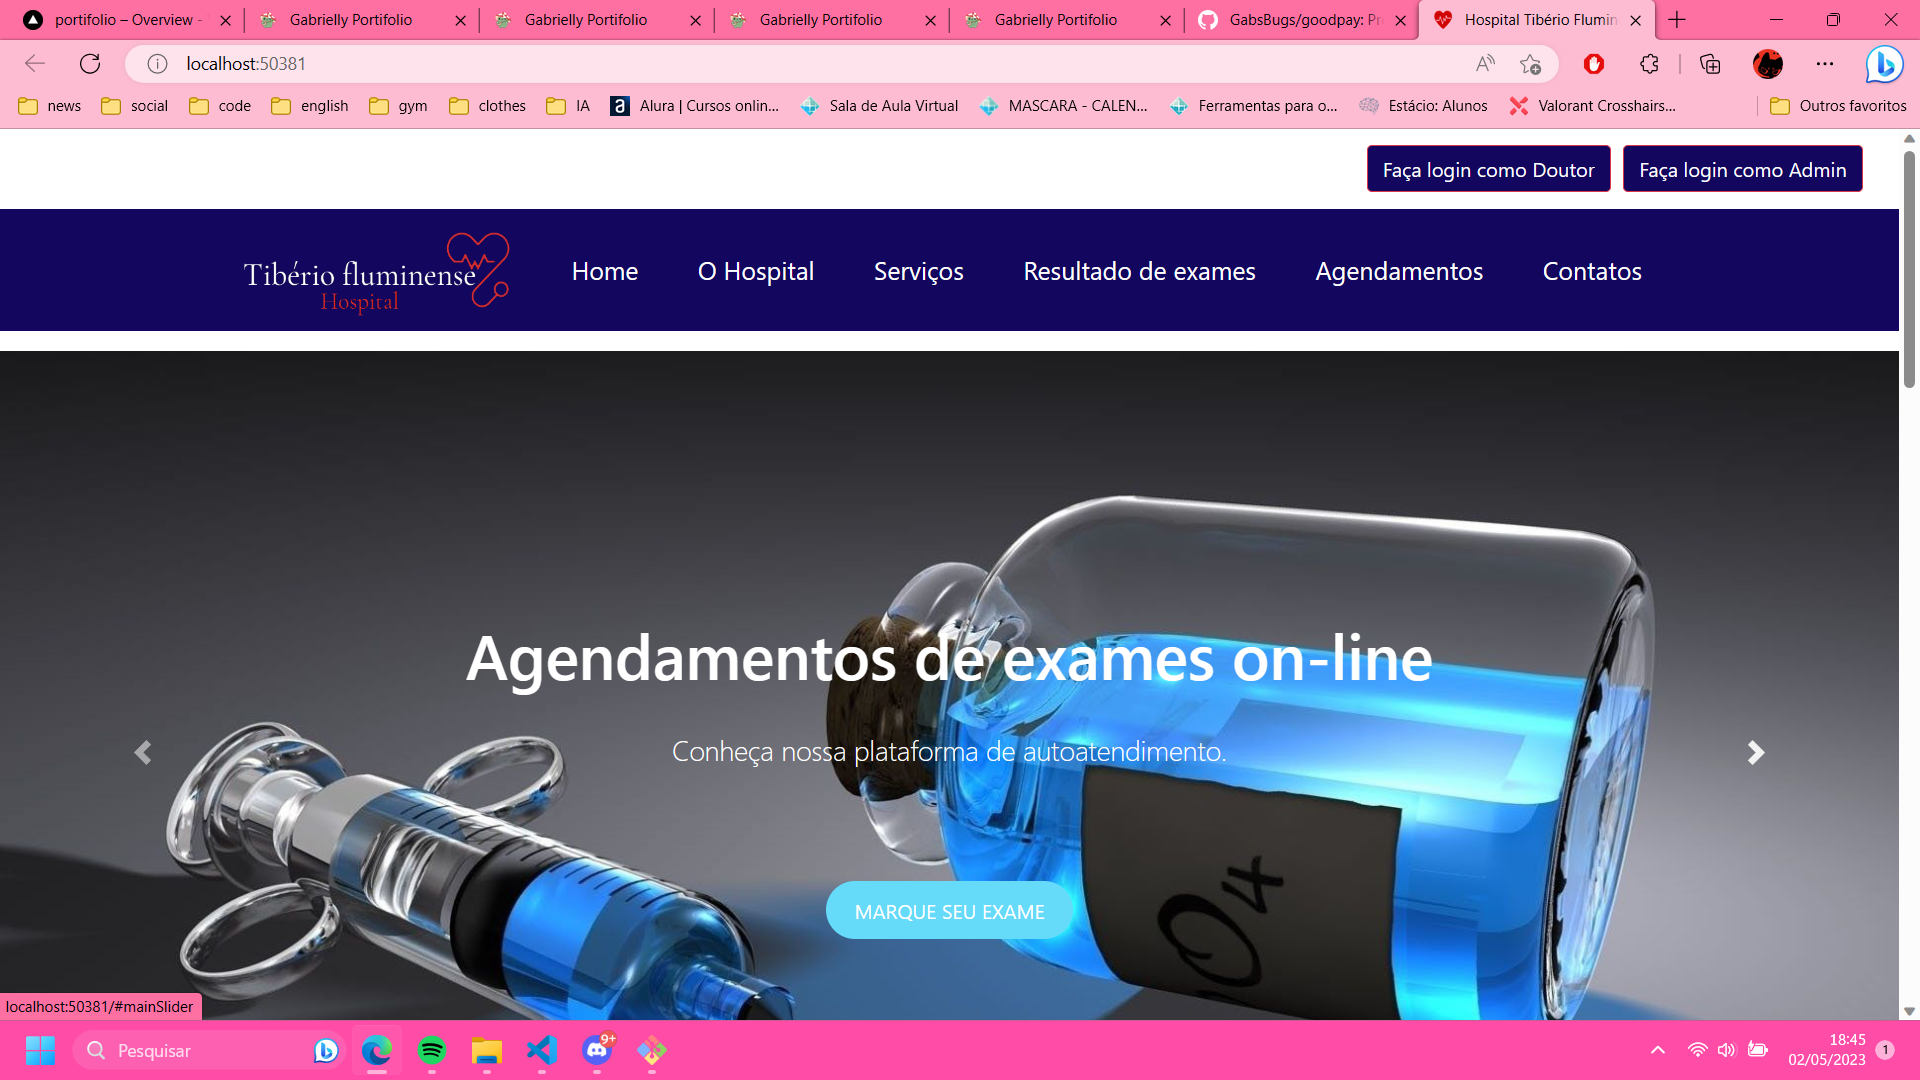 portifolio – Overview -
Gabrielly Portifolio
Gabrielly Portifolio
Gabrielly Portifolio
Gabrielly Portifolio
GabsBugs/goodpay: Pr
Hospital Tibério Flumin
localhost:50381
news
social
code
english
gym
clothes
IA
a
Alura | Cursos onlin...
Sala de Aula Virtual
MASCARA - CALEN...
Ferramentas para o...
Estácio: Alunos
Valorant Crosshairs...
Outros favoritos
Faça login como Doutor
Faça login como Admin
Tibério fluminense
Hospital
Home
O Hospital
Serviços
Resultado de exames
Agendamentos
Contatos
Agendamentos de exames on-line
Conheça nossa plataforma de autoatendimento.
MARQUE SEU EXAME
O4
localhost:50381/#mainSlider
Pesquisar
9+
18:45
02/05/2023
1